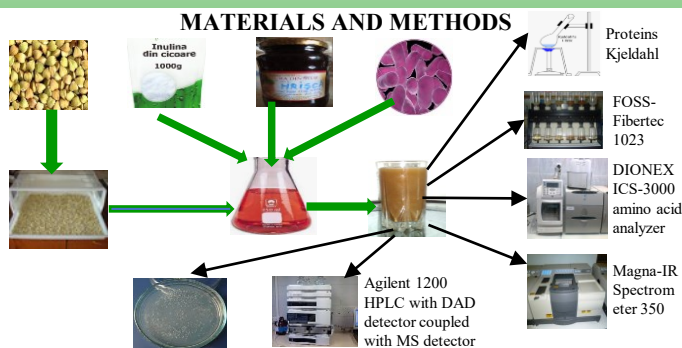 MATERIALS AND METHODS
Inulina
din cicoare
1000g
HRISCA
Proteins
Kjeldahl
FOSS-
Fibertec
1023
DIONEX
ICS-3000
amino acid
analyzer
Magna-IR
Spectrom
eter 350
Agilent 1200
HPLC with DAD
detector coupled
with MS detector